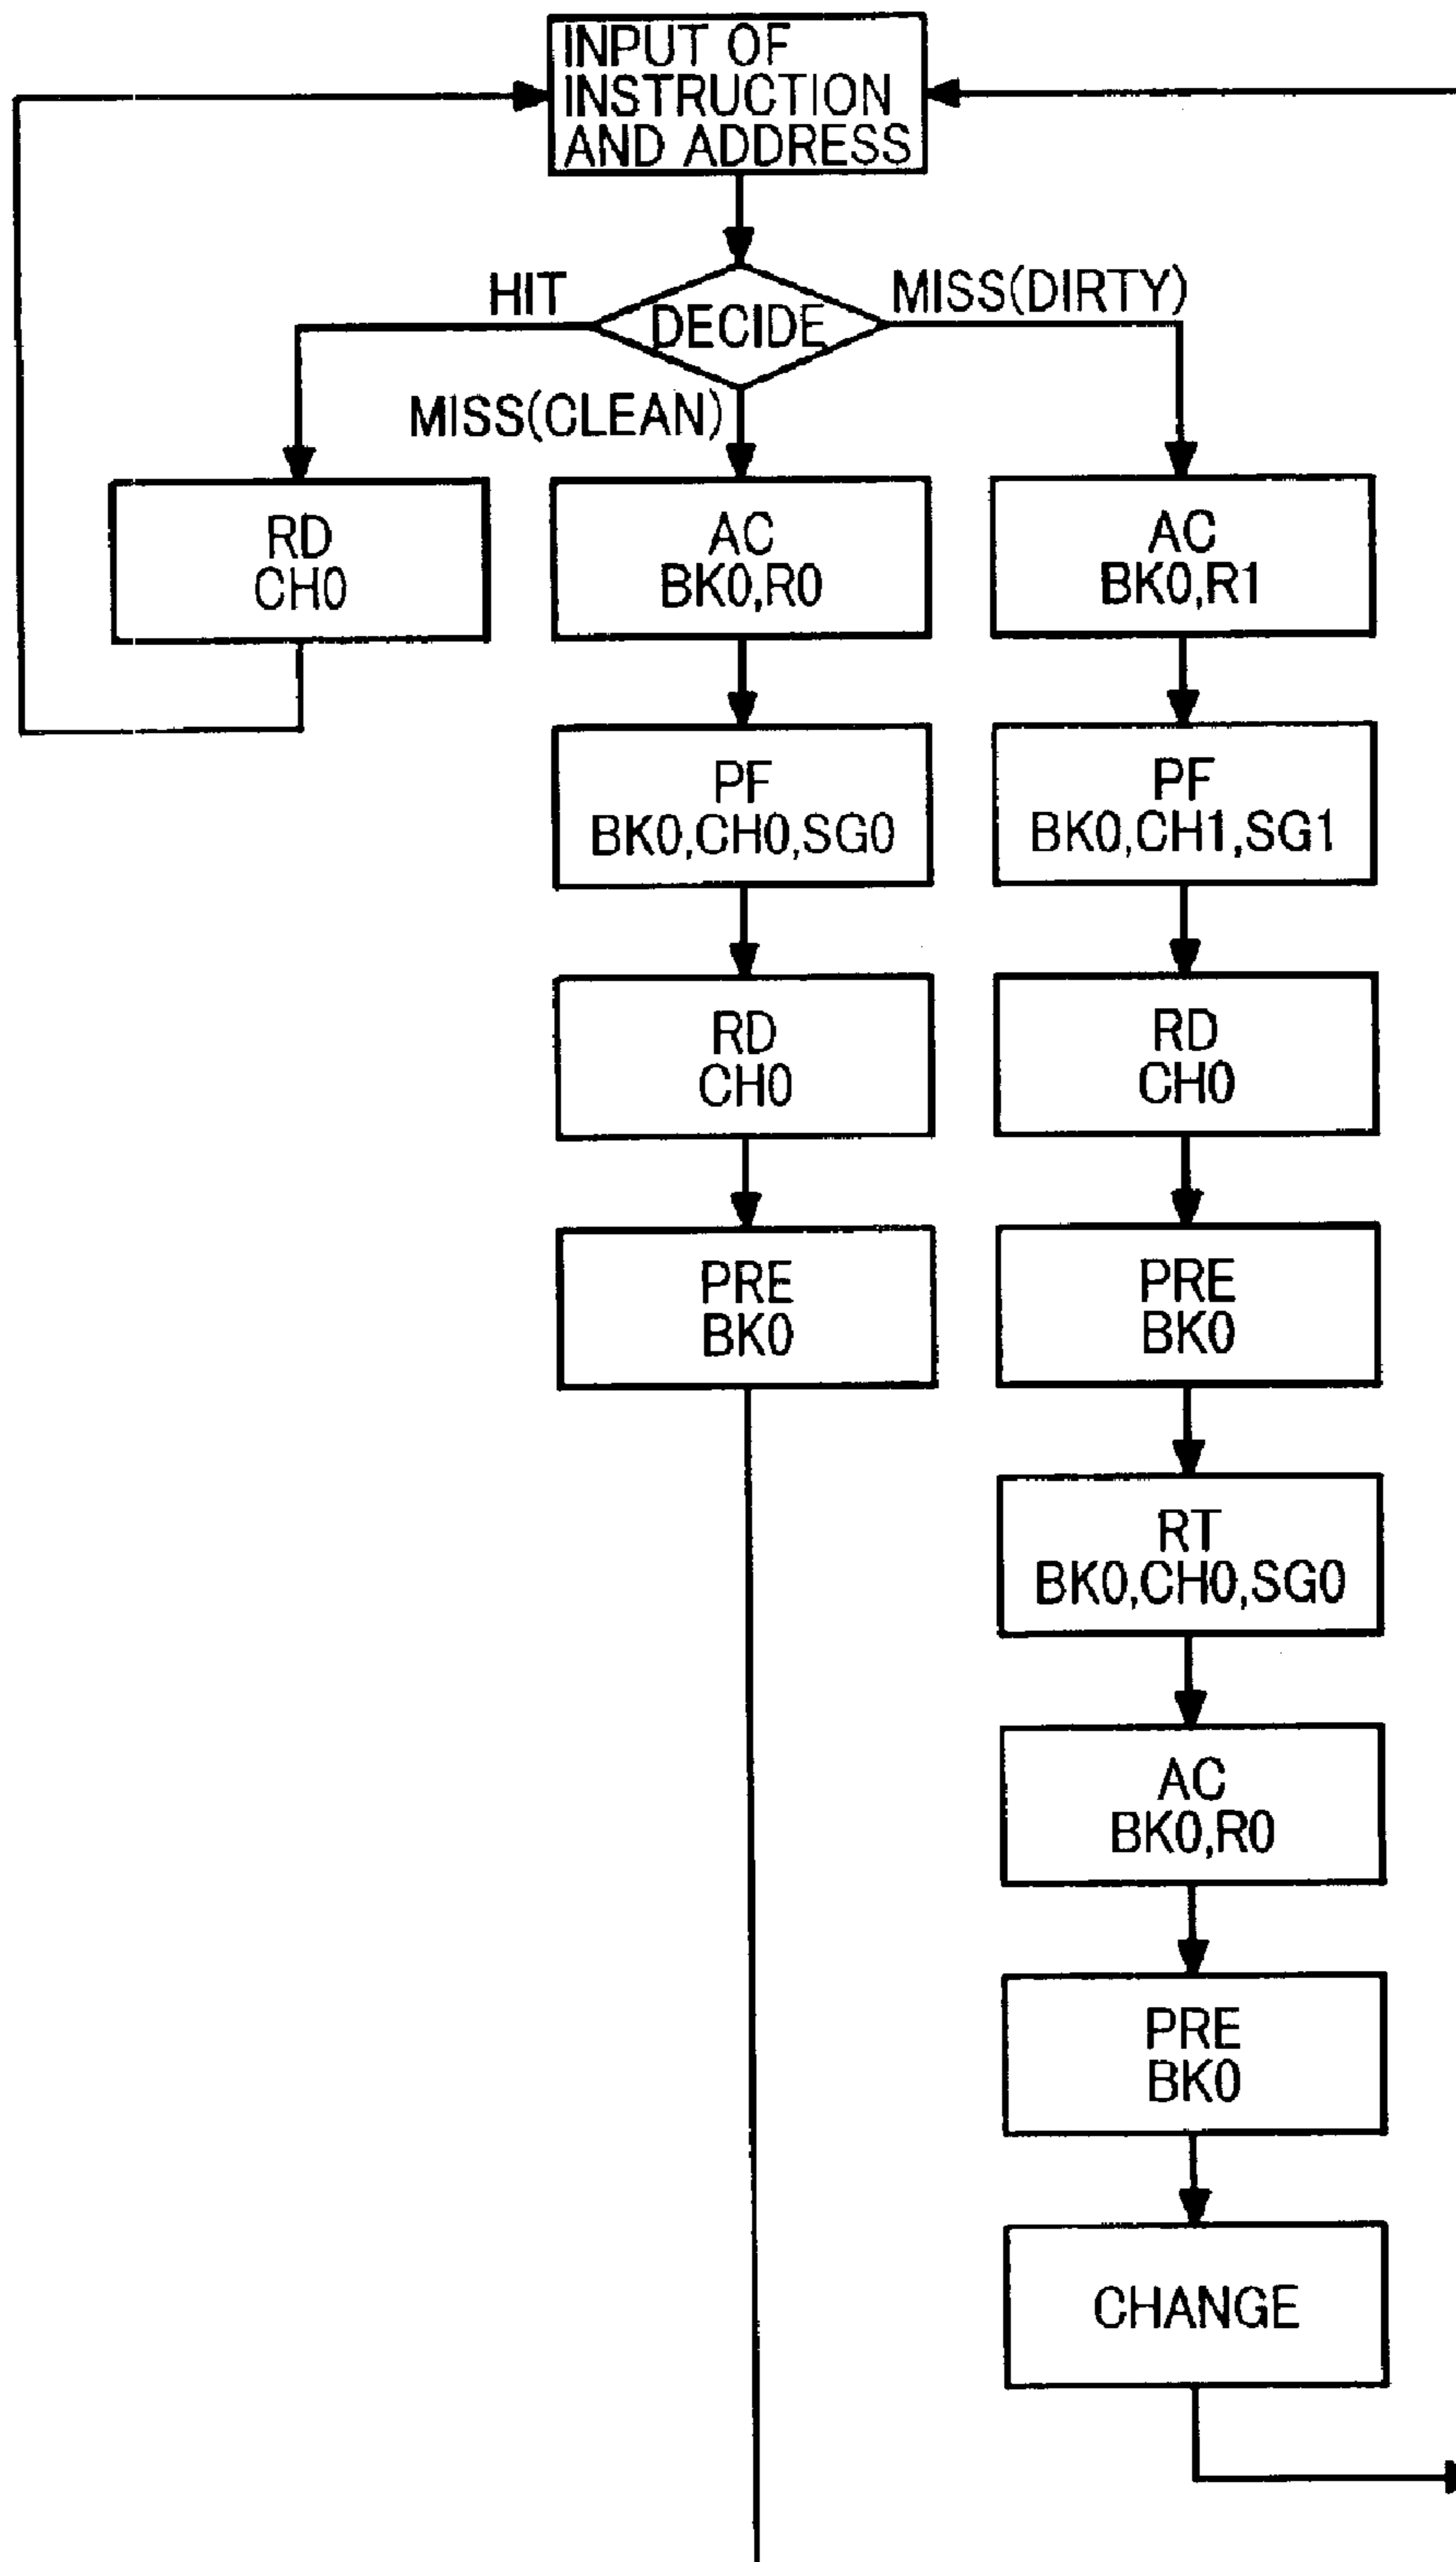 INPUT OF
INSTRUCTION
AND ADDRESS
HIT
DECIDE
MISS(DIRTY)
MISS(CLEAN)
RD
CH0
AC
BK0,R0
AC
BK0,R1
PF
BK0,CH0,SG0
PF
BK0,CH1,SG1
RD
CH0
RD
CH0
PRE
BK0
PRE
BK0
RT
BK0,CH0,SG0
AC
BK0,R0
PRE
BK0
CHANGE